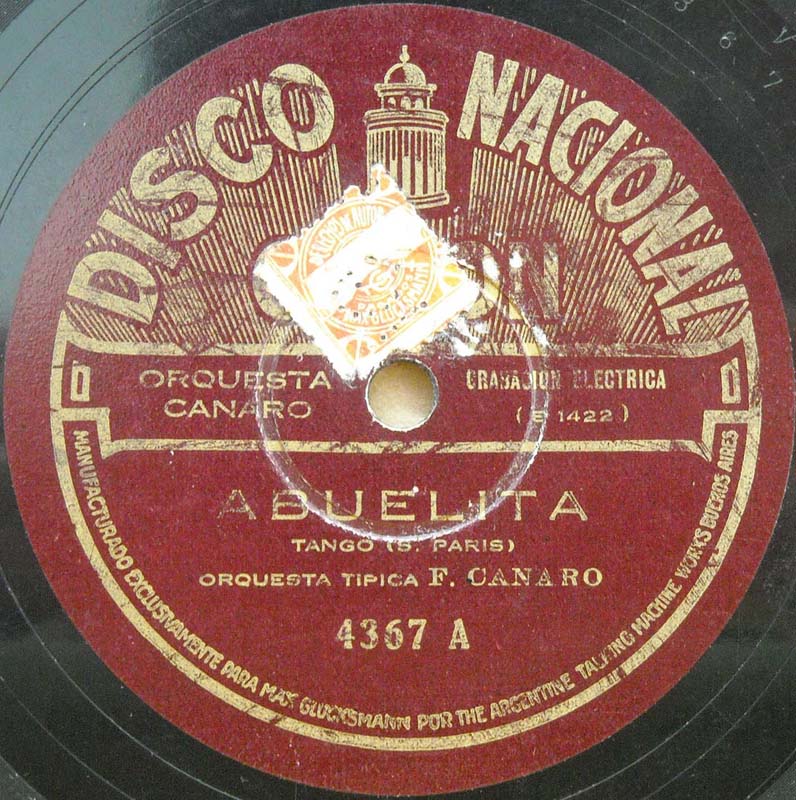 DISCO NACIONAL
ORQUESTA
CANARO
GRABACION ELECTRICA
(E 1422)
ABUELITA
TANGO (S. PARIS)
ORQUESTA TIPICA F. CANARO
4367 A
MANUFACTURADO EXCLUSIVAMENTE PARA MAX GLUCKSMANN POR THE ARGENTINE TALKING MACHINE WORKS BUENOS AIRES